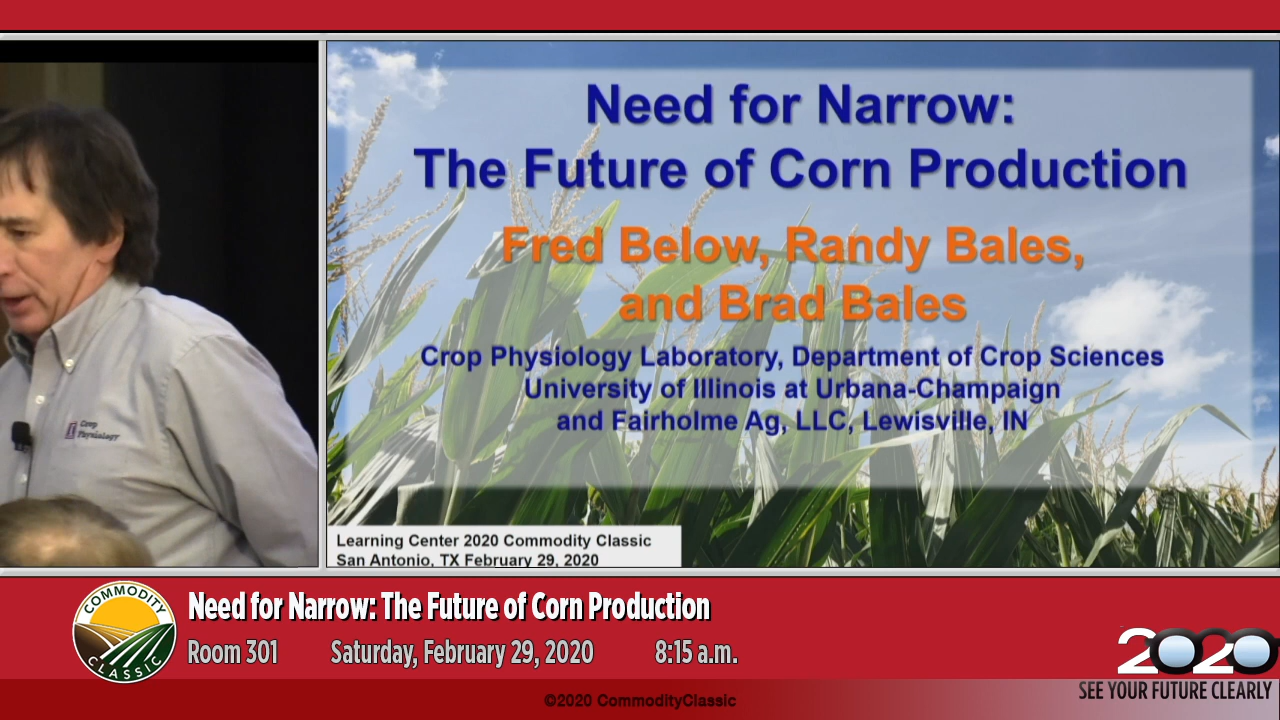 Need for Narrow:
The Future of Corn Production
Fred Below, Randy Bales,
and Brad Bales
Crop Physiology Laboratory, Department of Crop Sciences
University of Illinois at Urbana-Champaign
and Fairholme Ag, LLC, Lewisville, IN
Crop
Physiology
Learning Center 2020 Commodity Classic
San Antonio, TX February 29, 2020
COMMODITY
CLASSIC
Need for Narrow: The Future of Corn Production
Room 301 Saturday, February 29, 2020 8:15 a.m.
2020
SEE YOUR FUTURE CLEARLY
©2020 CommodityClassic